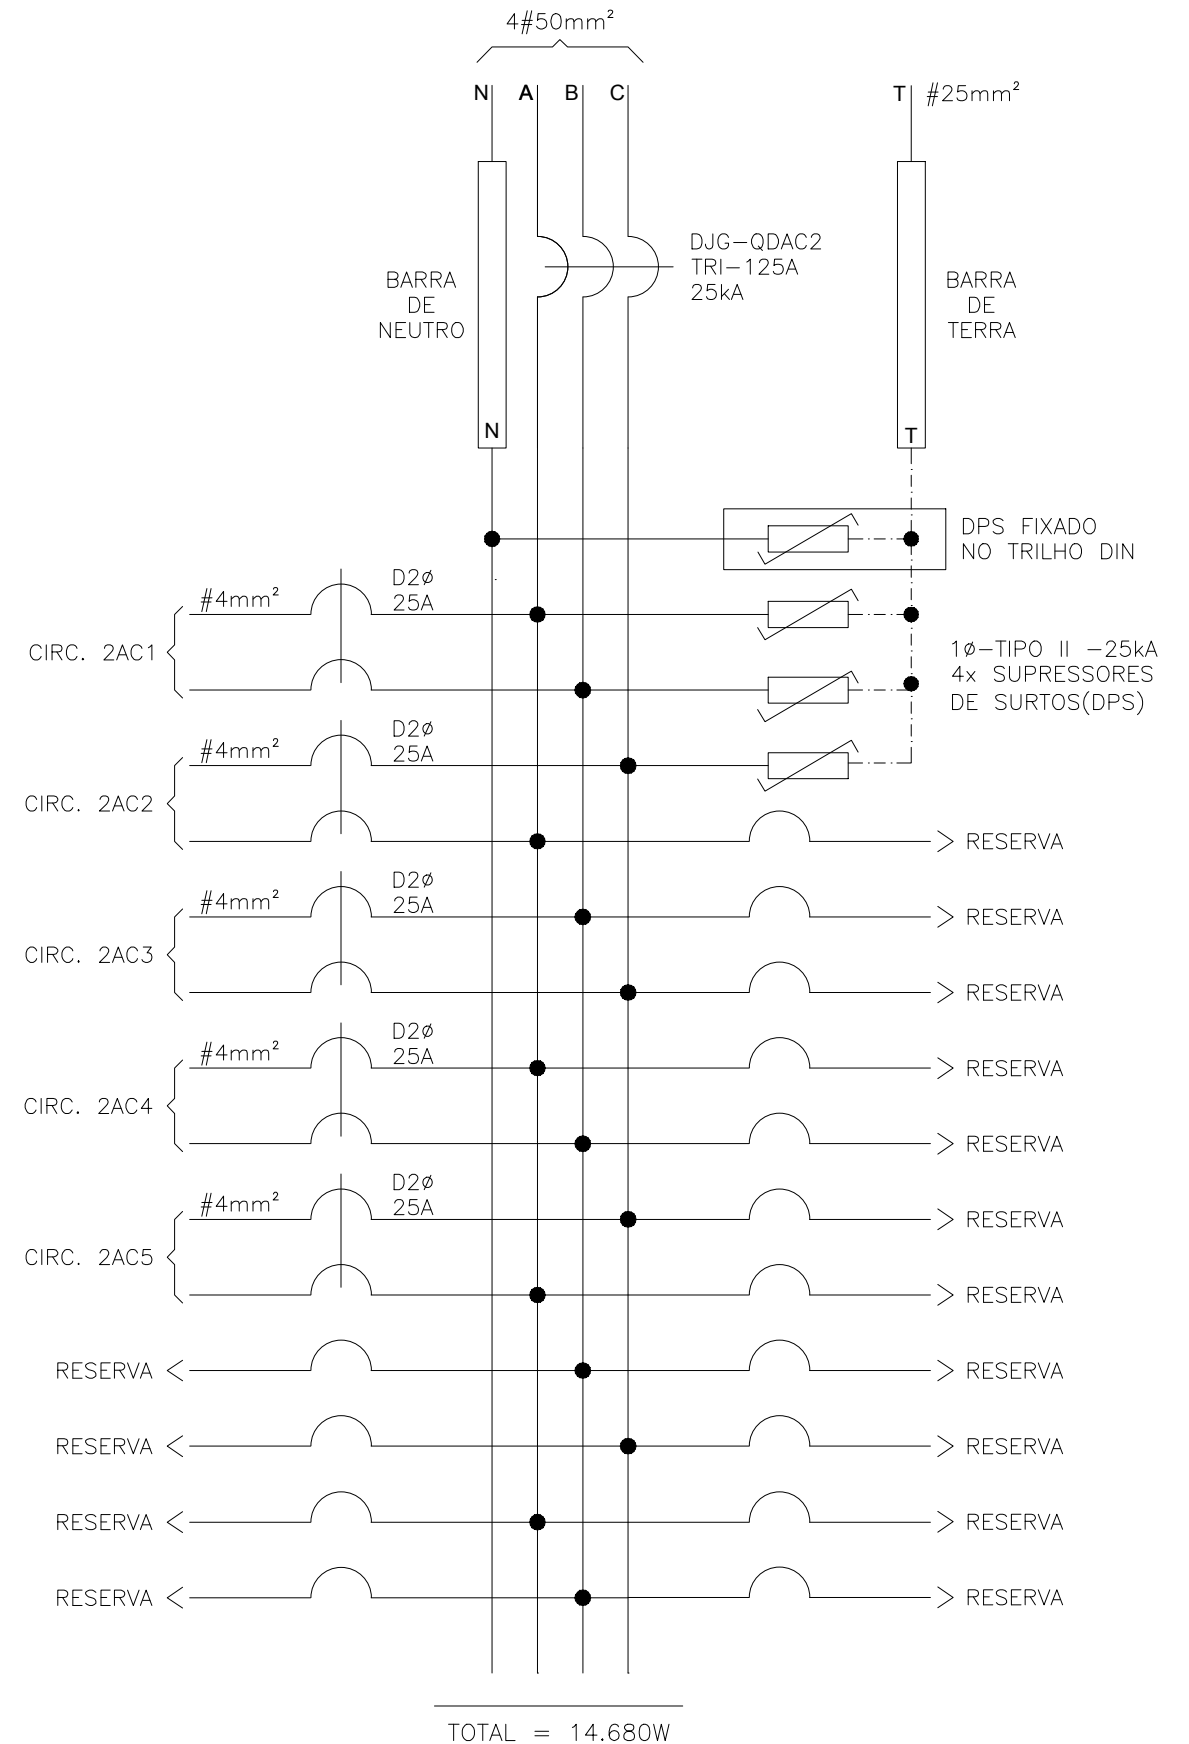 4#50mm²
N A B C
T #25mm²
DJG-QDAC2
TRI-125A
25kA
BARRA
DE
NEUTRO
BARRA
DE
TERRA
N
T
DPS FIXADO
NO TRILHO DIN
#4mm²
D2ø
25A
CIRC. 2AC1
1ø-TIPO II -25kA
4x SUPRESSORES
DE SURTOS(DPS)
#4mm²
D2ø
25A
CIRC. 2AC2
RESERVA
#4mm²
D2ø
25A
RESERVA
CIRC. 2AC3
RESERVA
#4mm²
D2ø
25A
RESERVA
CIRC. 2AC4
RESERVA
#4mm²
D2ø
25A
RESERVA
CIRC. 2AC5
RESERVA
RESERVA RESERVA
RESERVA RESERVA
RESERVA RESERVA
RESERVA RESERVA
TOTAL = 14.680W